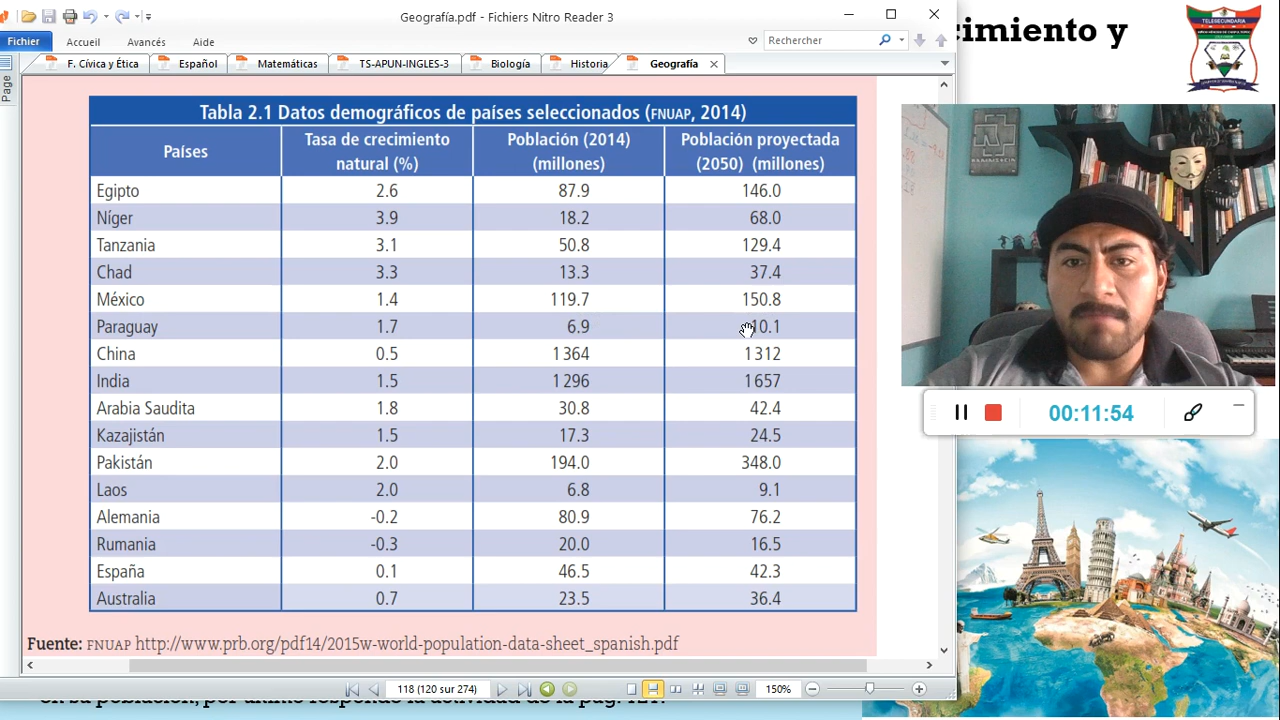 Geografía.pdf - Fichiers Nitro Reader 3
cimiento y
TELESECUNDARIA
Fichier Accueil Avancés Aide
Rechercher
F. Cívica y Ética Español Matemáticas TS-APUN-INGLES-3 Historia Geografía
Page
Tabla 2.1 Datos demográficos de países seleccionados (FNUAP, 2014)
Países Tasa de crecimiento natural (%) Población (2014) (millones) Población proyectada (2050) (millones)
Egipto 2.6 87.9 146.0
Níger 3.9 18.2 68.0
Tanzania 3.1 50.8 129.4
Chad 3.3 13.3 37.4
México 1.4 119.7 150.8
Paraguay 1.7 6.9 10.1
China 0.5 1 364 1 312
India 1.5 1 296 1 657
Arabia Saudita 1.8 30.8 42.4
Kazajistán 1.5 17.3 24.5
Pakistán 2.0 194.0 348.0
Laos 2.0 6.8 9.1
Alemania -0.2 80.9 76.2
Rumania -0.3 20.0 16.5
España 0.1 46.5 42.3
Australia 0.7 23.5 36.4
Fuente: FNUAP http://www.prb.org/pdf14/2015w-world-population-data-sheet_spanish.pdf
118 (120 sur 274) 150%
RAMMSTEIN
00:11:54